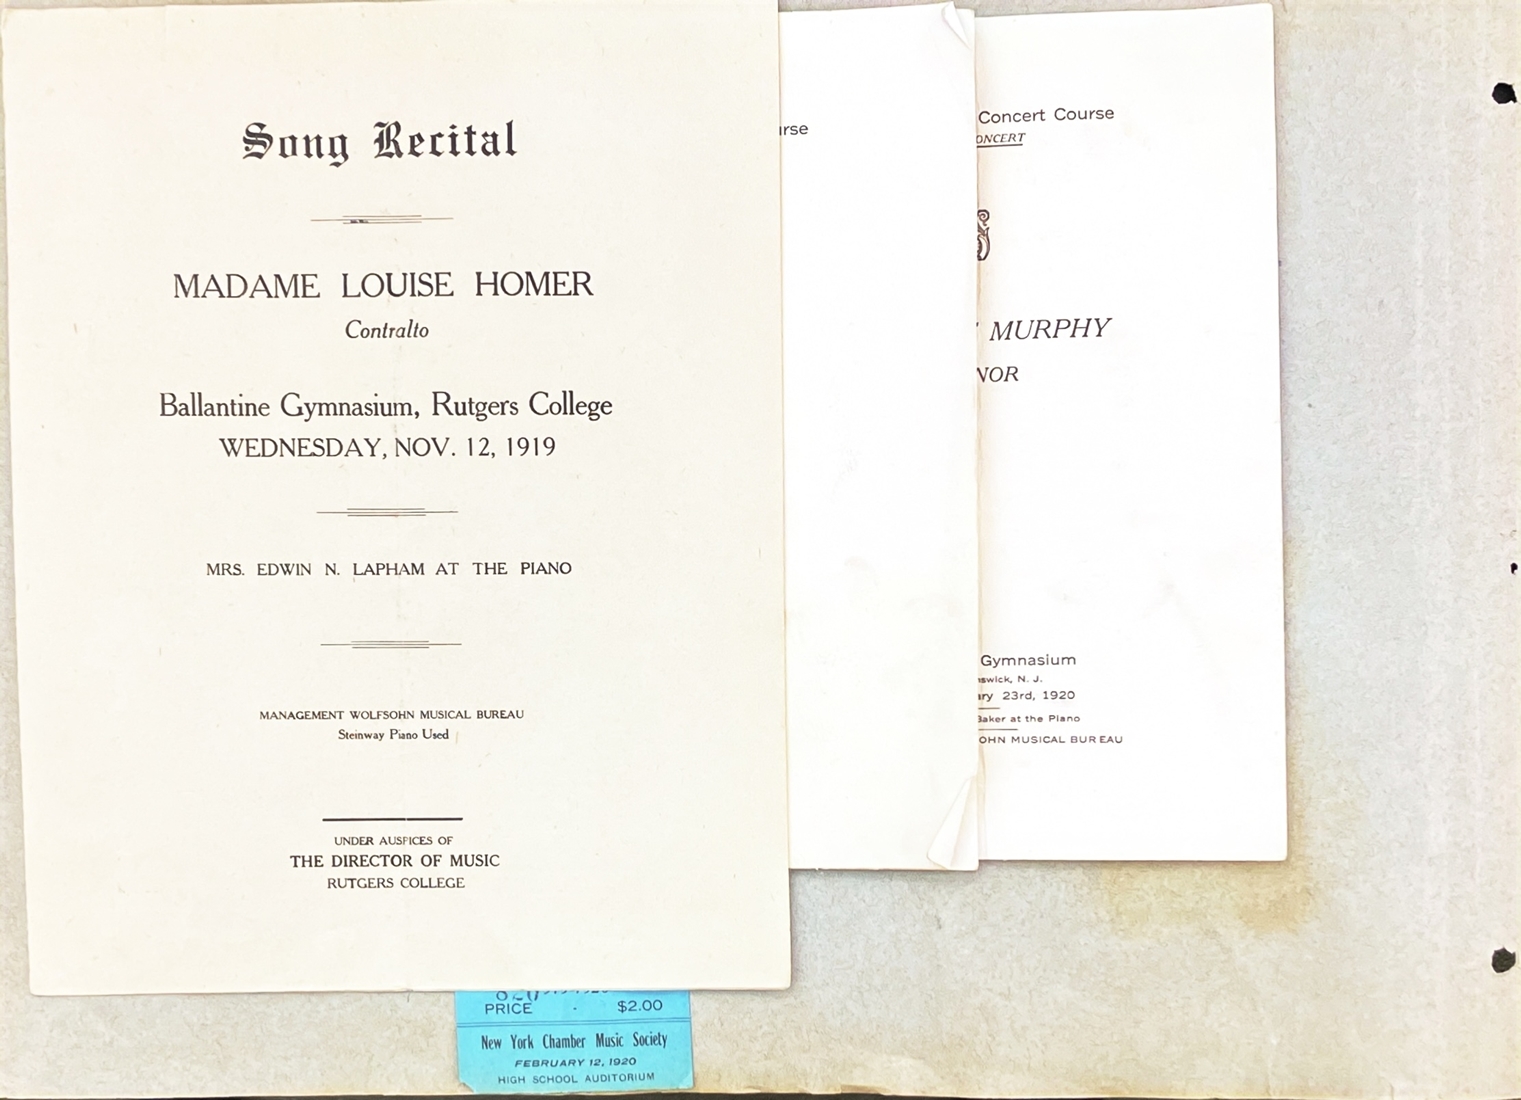 Song Recital
MADAME LOUISE HOMER
Contralto
Ballantine Gymnasium, Rutgers College
WEDNESDAY, NOV. 12, 1919
MRS. EDWIN N. LAPHAM AT THE PIANO
MANAGEMENT WOLFSOHN MUSICAL BUREAU
Steinway Piano Used
UNDER AUSPICES OF
THE DIRECTOR OF MUSIC
RUTGERS COLLEGE
rse
Concert Course
ONCERT
MURPHY
NOR
Gymnasium
swick, N. J.
ry 23rd, 1920
Baker at the Piano
OHN MUSICAL BUREAU
PRICE . $2.00
New York Chamber Music Society
FEBRUARY 12, 1920
HIGH SCHOOL AUDITORIUM